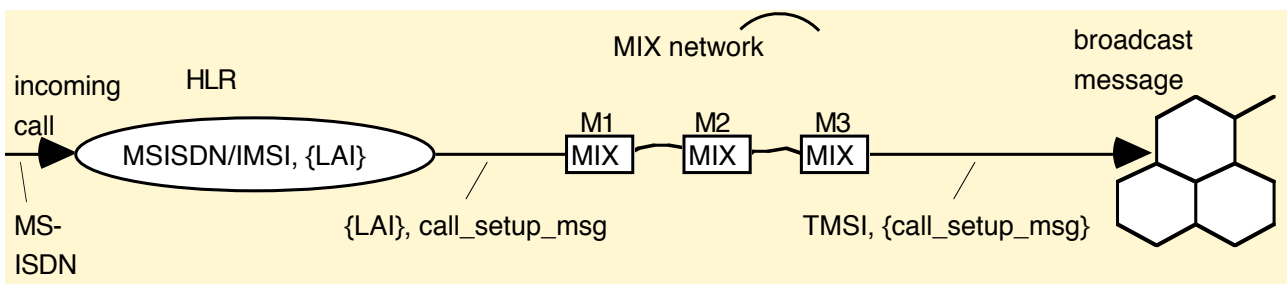 MIX network
broadcast
message
incoming
call
HLR
M1
M2
M3
MSISDN/IMSI, {LAI}
MIX
MIX
MIX
MS-
ISDN
{LAI}, call_setup_msg
TMSI, {call_setup_msg}